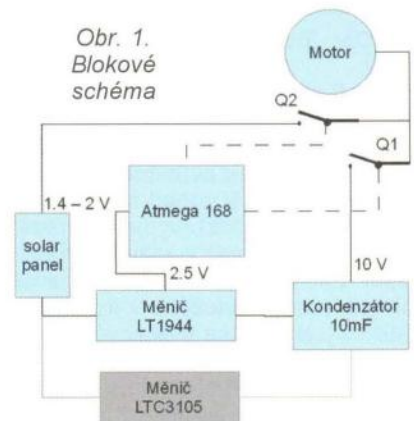 Obr. 1.
Blokové
schéma
Motor
Q2
Q1
Atmega 168
1.4 – 2 V
solar
panel
2.5 V
10 V
Měnič
LT1944
Kondenzátor
10mF
Měnič
LTC3105